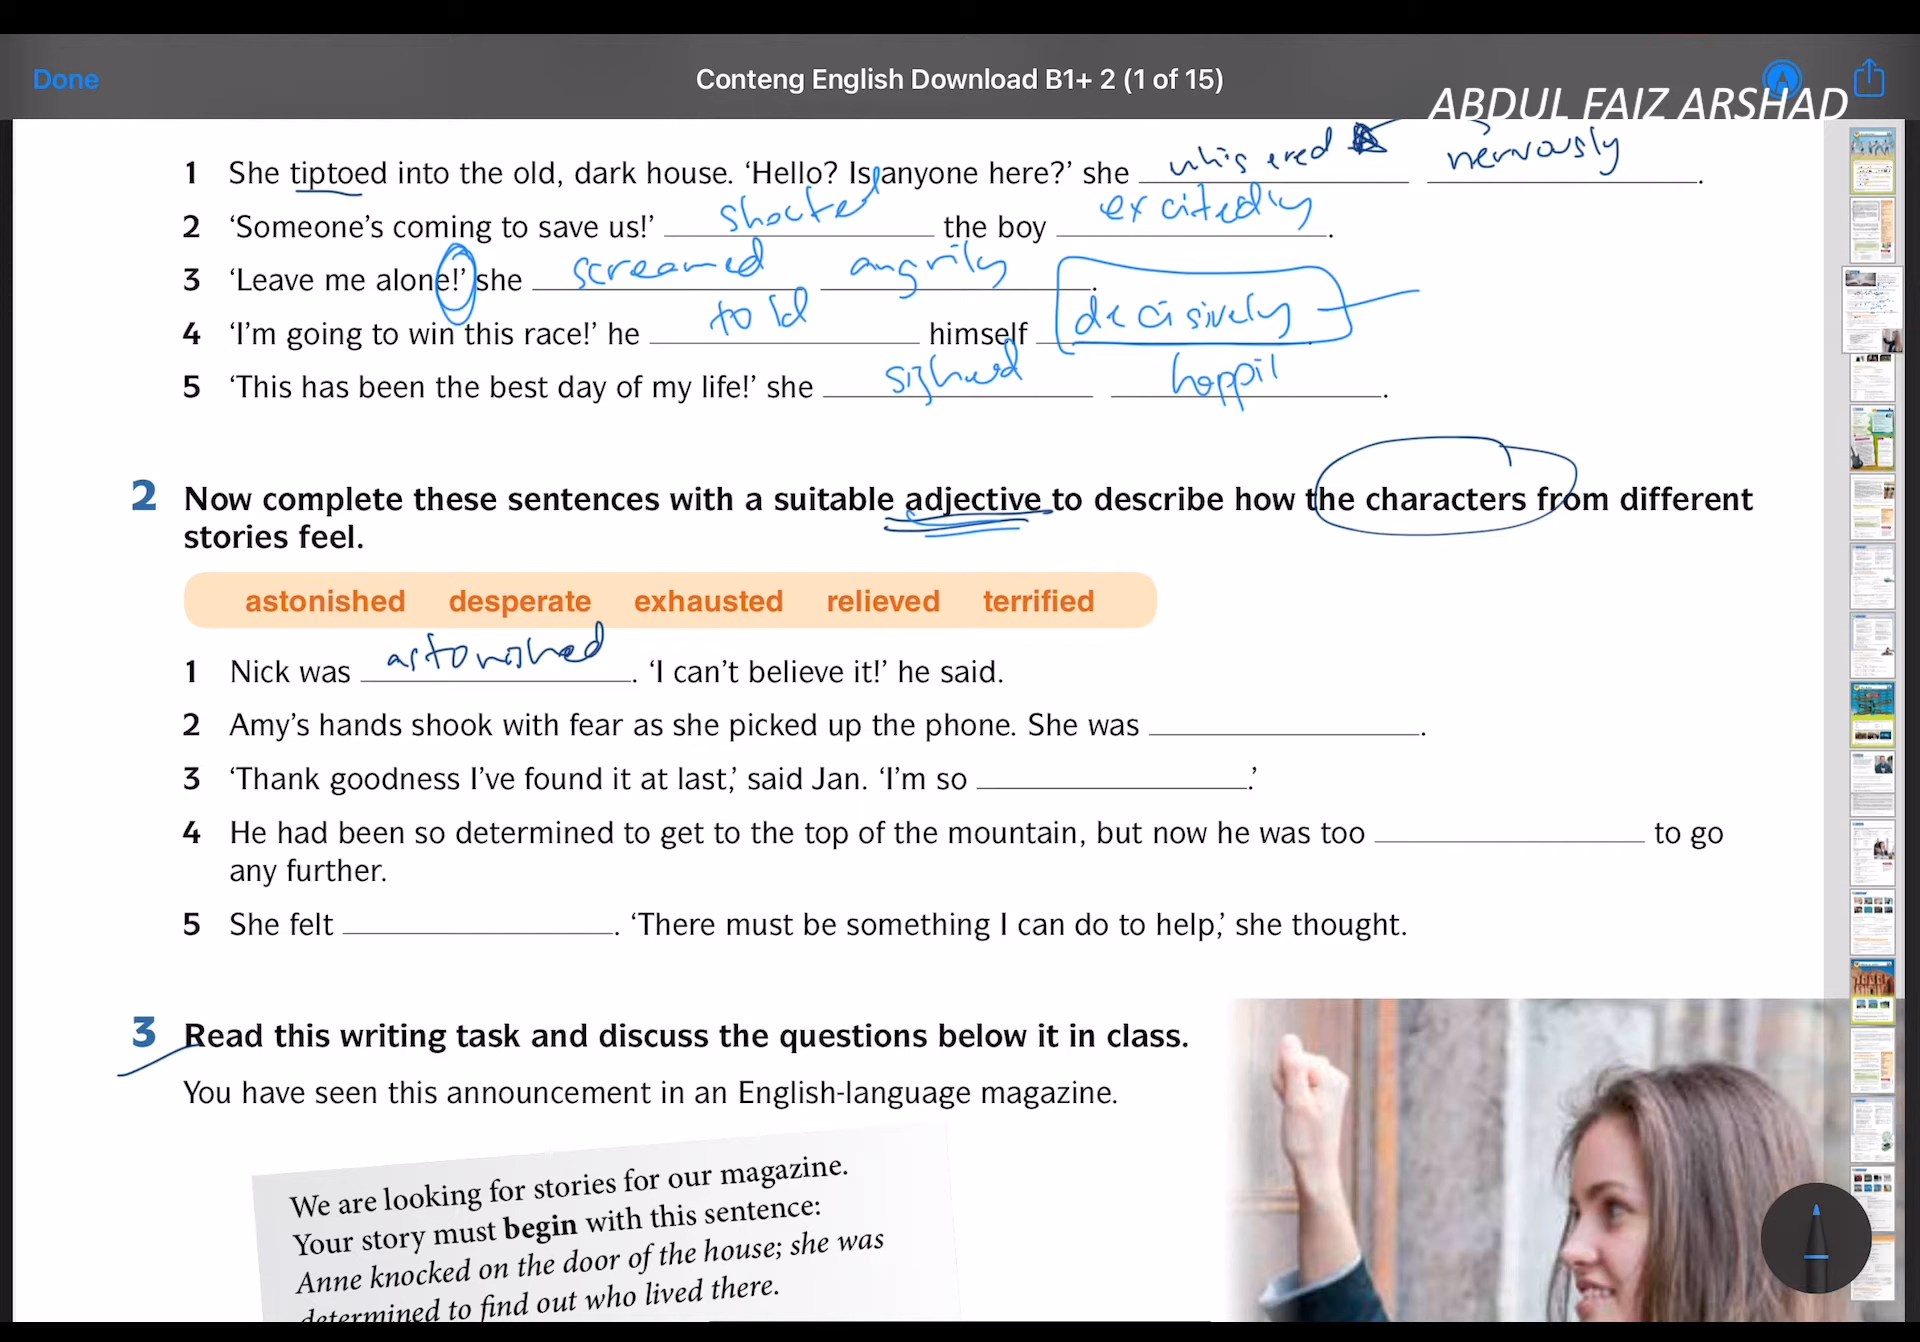 Done
Conteng English Download B1+ 2 (1 of 15)
ABDUL FAIZ ARSHAD
1 She tiptoed into the old, dark house. ‘Hello? Is anyone here?’ she whisered nervously.
2 ‘Someone’s coming to save us!’ shouted the boy excitedly.
3 ‘Leave me alone!’ she screamed angrily.
4 ‘I’m going to win this race!’ he told himself decisively
5 ‘This has been the best day of my life!’ she sighed happil.
2 Now complete these sentences with a suitable adjective to describe how the characters from different
stories feel.
astonished desperate exhausted relieved terrified
1 Nick was astonished. ‘I can’t believe it!’ he said.
2 Amy’s hands shook with fear as she picked up the phone. She was ____.
3 ‘Thank goodness I’ve found it at last,’ said Jan. ‘I’m so ____.’
4 He had been so determined to get to the top of the mountain, but now he was too ____ to go
any further.
5 She felt ____. ‘There must be something I can do to help,’ she thought.
3 Read this writing task and discuss the questions below it in class.
You have seen this announcement in an English-language magazine.
We are looking for stories for our magazine.
Your story must begin with this sentence:
Anne knocked on the door of the house; she was
determined to find out who lived there.